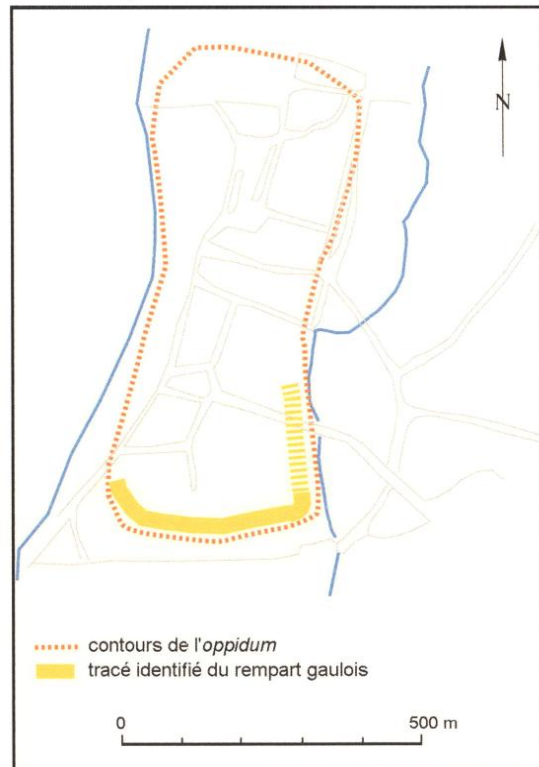 N
contours de l'oppidum
tracé identifié du rempart gaulois
0 500 m